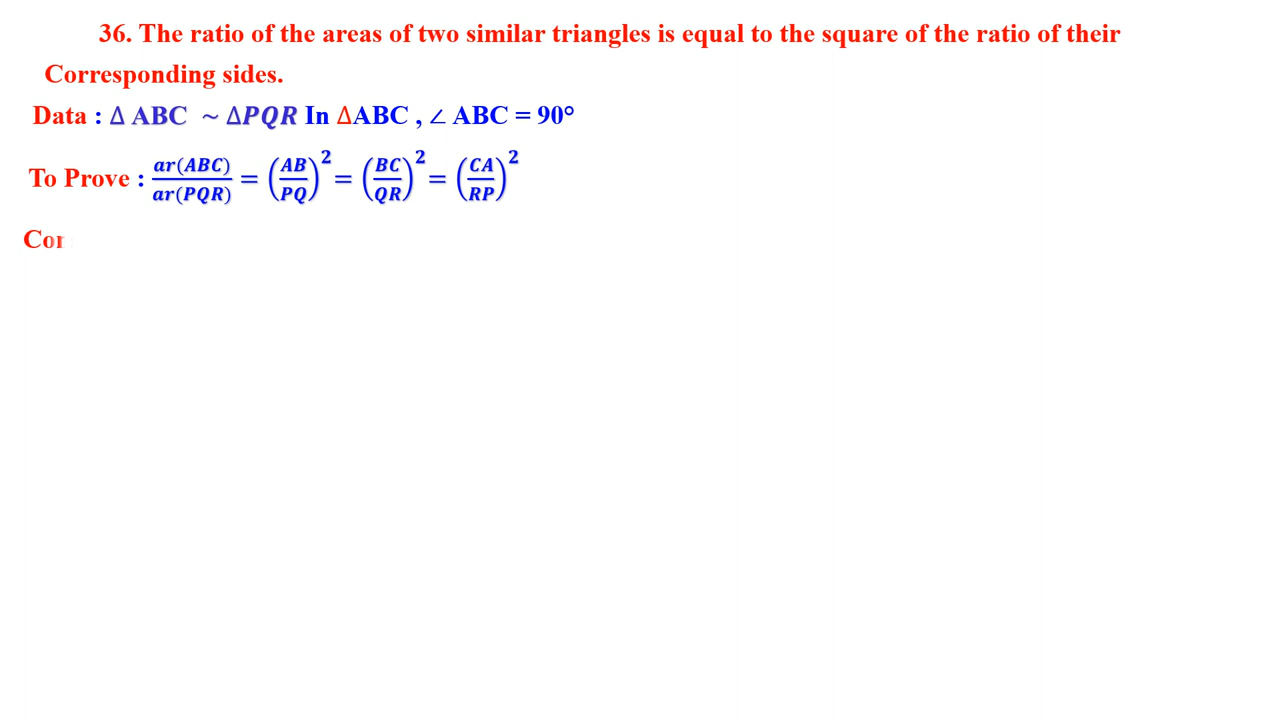 36. The ratio of the areas of two similar triangles is equal to the square of the ratio of their
Corresponding sides.
Data : Δ ABC ~ Δ𝑷𝑸𝑹 In ΔABC , ∠ ABC = 90°
To Prove : ar(ABC)/ar(PQR) = (AB/PQ)² = (BC/QR)² = (CA/RP)²